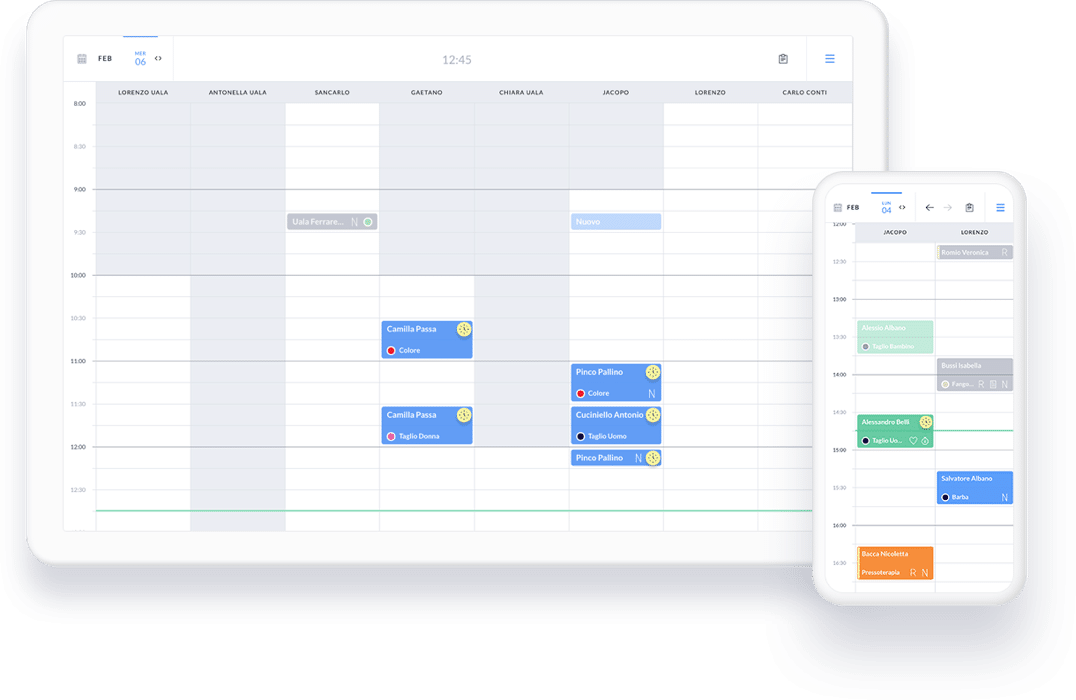 FEB
MER
06
12:45
LORENZO UALA
ANTONELLA UALA
SANCARLO
GAETANO
CHIARA UALA
JACOPO
LORENZO
CARLO CONTI
8:00
8:30
9:00
Uala Ferrare... N
Nuovo
9:30
10:00
10:30
Camilla Passa
Colore
11:00
Pinco Pallino
Colore N
11:30
Camilla Passa
Taglio Donna
Cuciniello Antonio
Taglio Uomo
12:00
Pinco Pallino N
12:30
FEB
LUN
04
JACOPO
LORENZO
12:00
Romio Veronica R
12:30
13:00
Alessio Albano
13:30
Taglio Bambino
14:00
Bussi Isabella
Fango... R N
14:30
Alessandre Belli
Taglio Uo...
15:00
Salvatore Albano
15:30
Barba N
16:00
Bacca Nicoletta
16:30
Pressoterapia R N